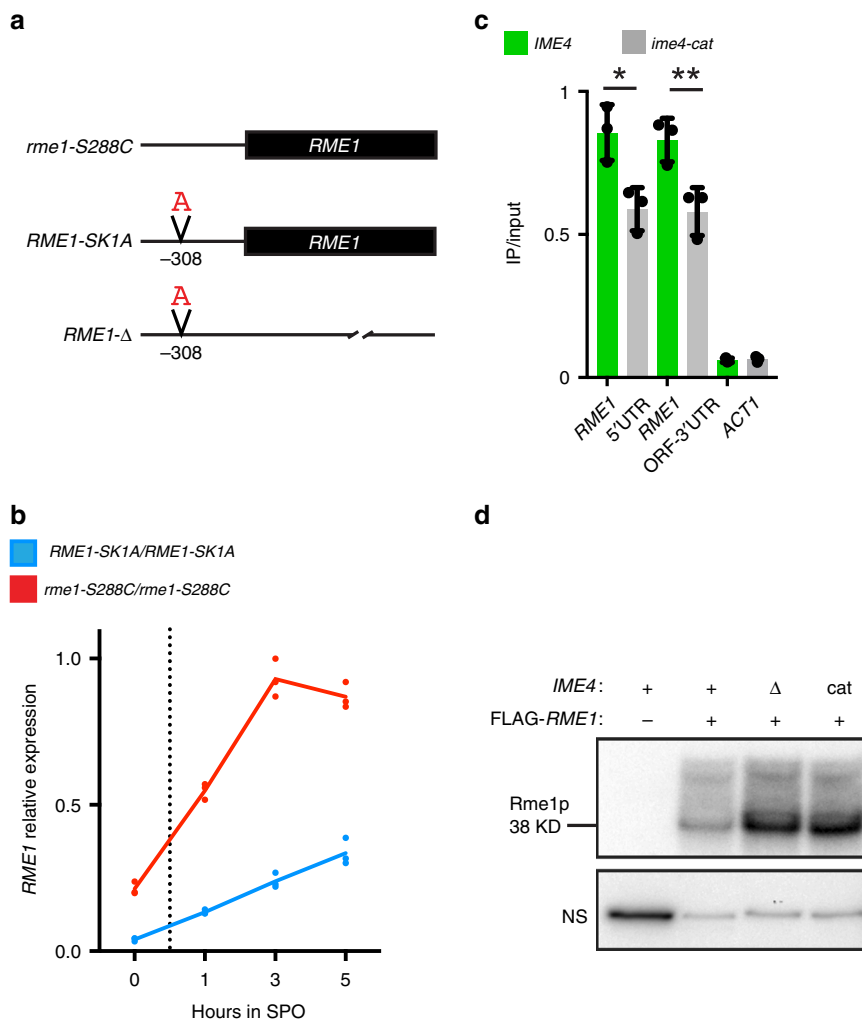 a
rme1-S288C
RME1
A
RME1-SK1A
RME1
–308
A
RME1-Δ
–308
b
RME1-SK1A/RME1-SK1A
rme1-S288C/rme1-S288C
RME1 relative expression
1.0
0.5
0.0
0 1 3 5
Hours in SPO
c
IME4 ime4-cat
* **
IP/input
1
0.5
0
RME1
5′UTR
RME1
ORF-3′UTR
ACT1
d
IME4: + + Δ cat
FLAG-RME1: – + + +
Rme1p
38 KD
NS